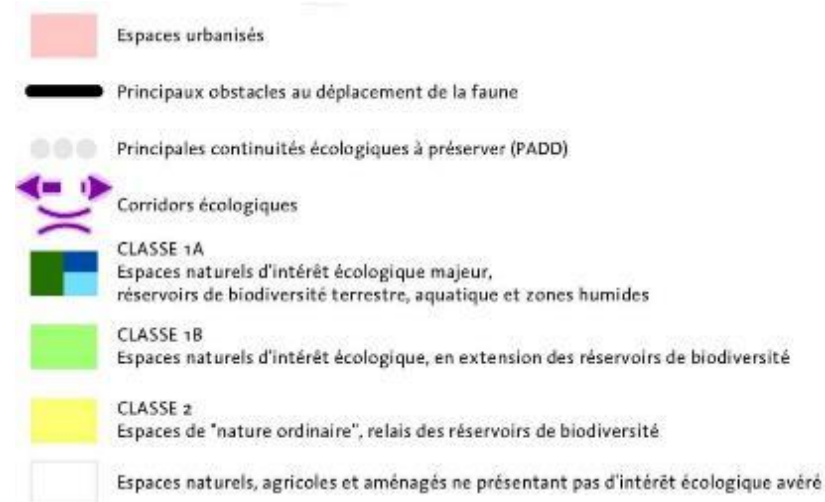 Espaces urbanisés
Principaux obstacles au déplacement de la faune
Principales continuités écologiques à préserver (PADD)
Corridors écologiques
CLASSE 1A
Espaces naturels d'intérêt écologique majeur,
réservoirs de biodiversité terrestre, aquatique et zones humides
CLASSE 1B
Espaces naturels d'intérêt écologique, en extension des réservoirs de biodiversité
CLASSE 2
Espaces de "nature ordinaire", relais des réservoirs de biodiversité
Espaces naturels, agricoles et aménagés ne présentant pas d'intérêt écologique avéré